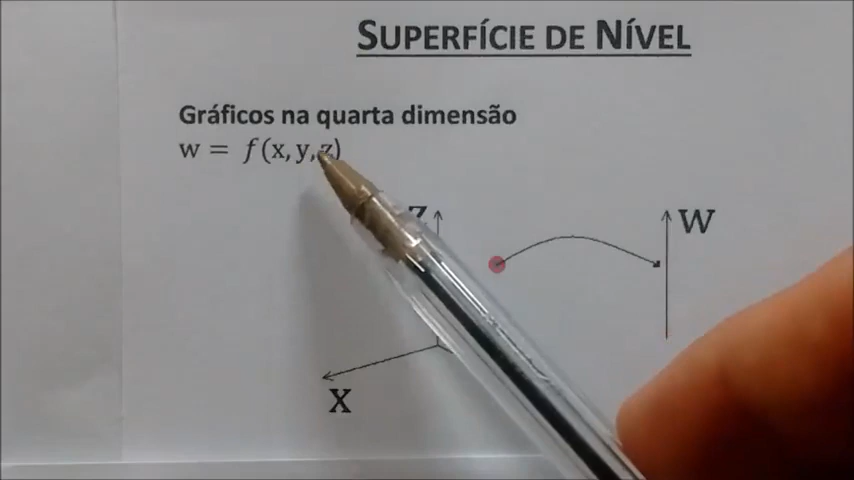 SUPERFÍCIE DE NÍVEL
Gráficos na quarta dimensão
w = f(x, y, z)
Z
W
X